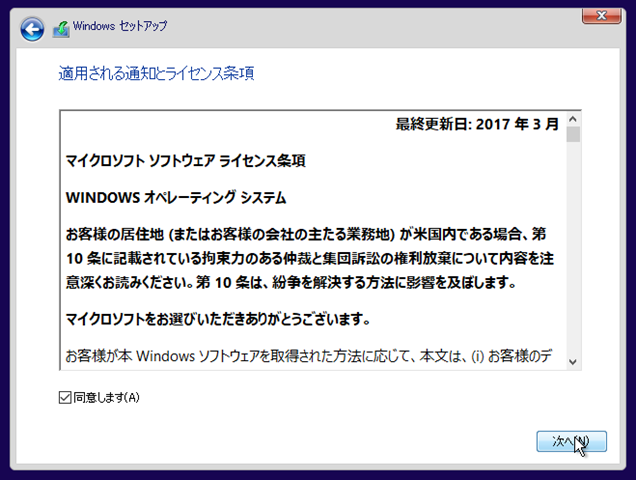 Windows セットアップ
適用される通知とライセンス条項
最終更新日: 2017 年 3 月
マイクロソフト ソフトウェア ライセンス条項
WINDOWS オペレーティング システム
お客様の居住地 (またはお客様の会社の主たる業務地) が米国内である場合、第
10 条に記載されている拘束力のある仲裁と集団訴訟の権利放棄について内容を注
意深くお読みください。第 10 条は、紛争を解決する方法に影響を及ぼします。
マイクロソフトをお選びいただきありがとうございます。
お客様が本 Windows ソフトウェアを取得された方法に応じて、本文は、(i) お客様のデ
同意します(A)
次へ(N)